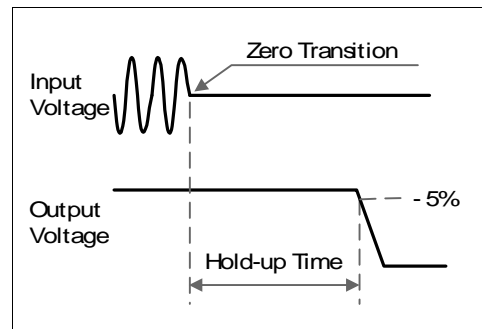 Zero Transition
Input
Voltage
- 5%
Output
Voltage
Hold-up Time